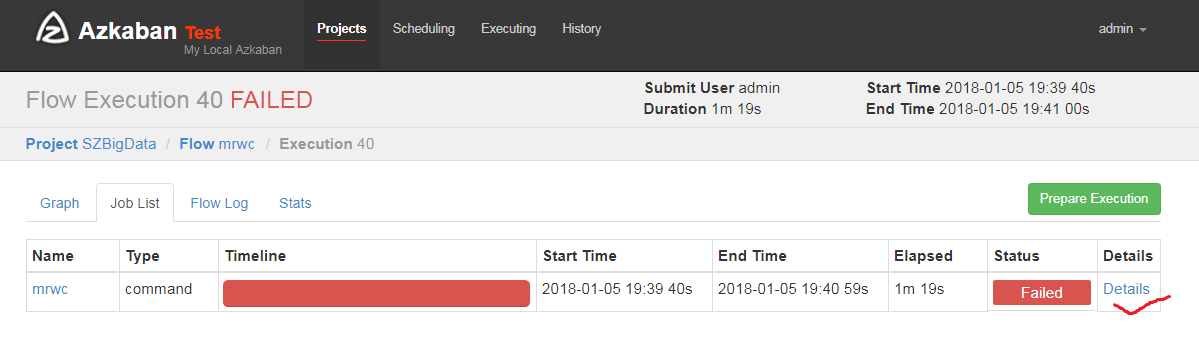 Azkaban Test
My Local Azkaban
Projects Scheduling Executing History admin
Flow Execution 40 FAILED
Submit User admin Start Time 2018-01-05 19:39 40s
Duration 1m 19s End Time 2018-01-05 19:41 00s
Project SZBigData / Flow mrwc / Execution 40
Graph Job List Flow Log Stats Prepare Execution
Name Type Timeline Start Time End Time Elapsed Status Details
mrwc command 2018-01-05 19:39 40s 2018-01-05 19:40 59s 1m 19s Failed Details